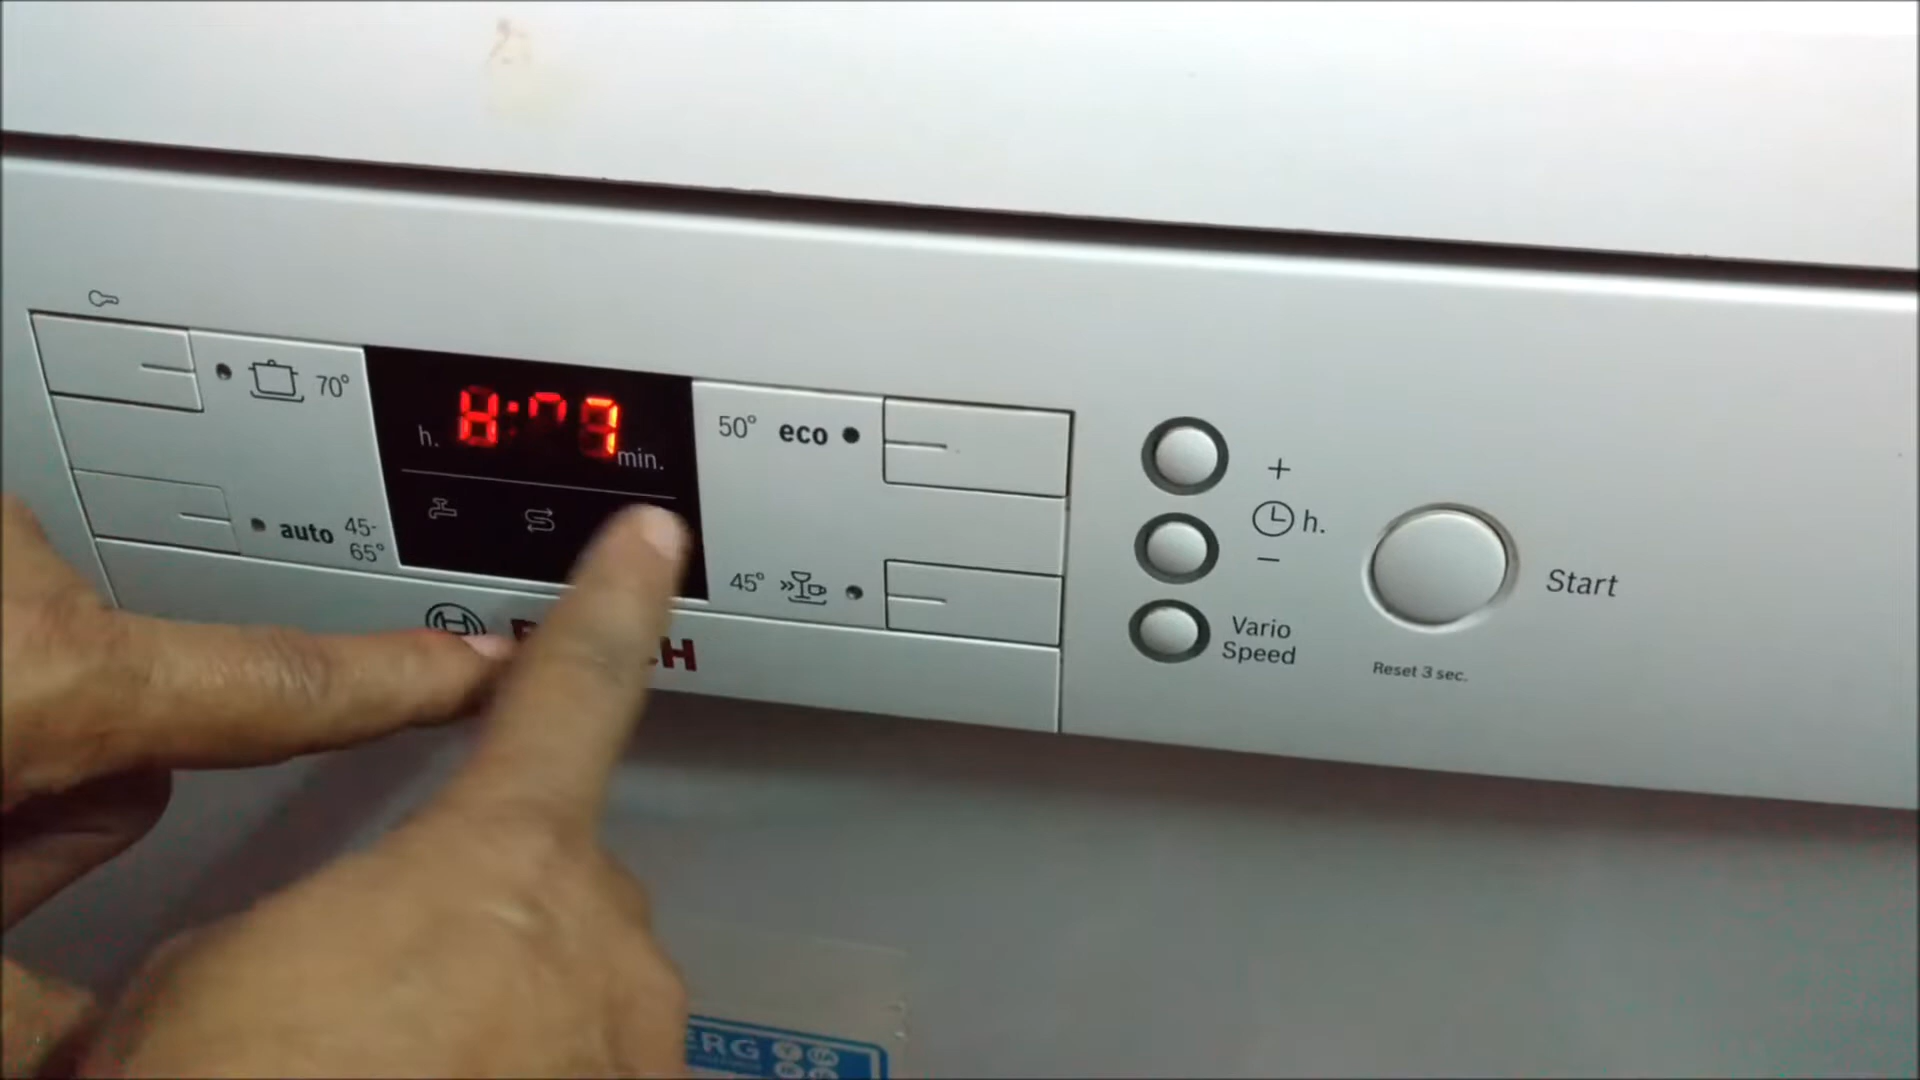 70°
h.
min.
50° eco
auto 45-
65°
45°
+
h.
−
Start
Vario
Speed
Reset 3 sec.